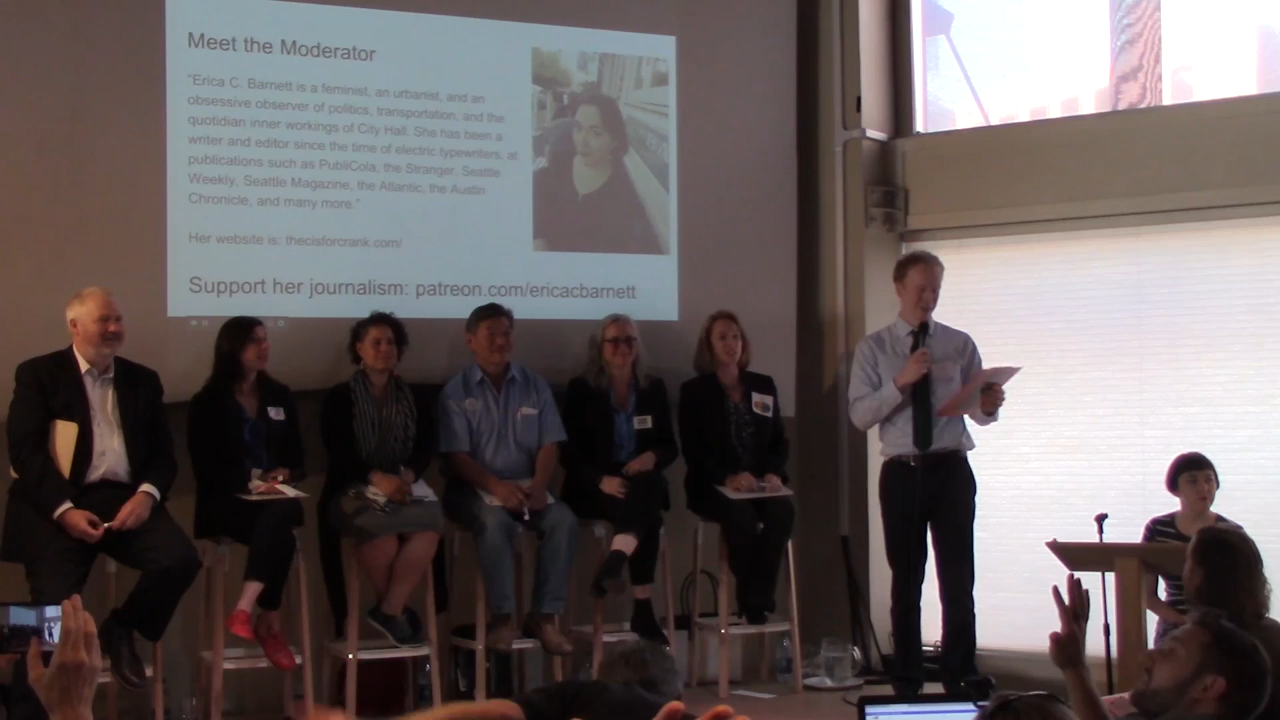 Meet the Moderator
"Erica C. Barnett is a feminist, an urbanist, and an
obsessive observer of politics, transportation, and the
quotidian inner workings of City Hall. She has been a
writer and editor since the time of electric typewriters, at
publications such as PubliCola, the Stranger, Seattle
Weekly, Seattle Magazine, the Atlantic, the Austin
Chronicle, and many more."
Her website is: thecisforcrank.com/
Support her journalism: patreon.com/ericacbarnett